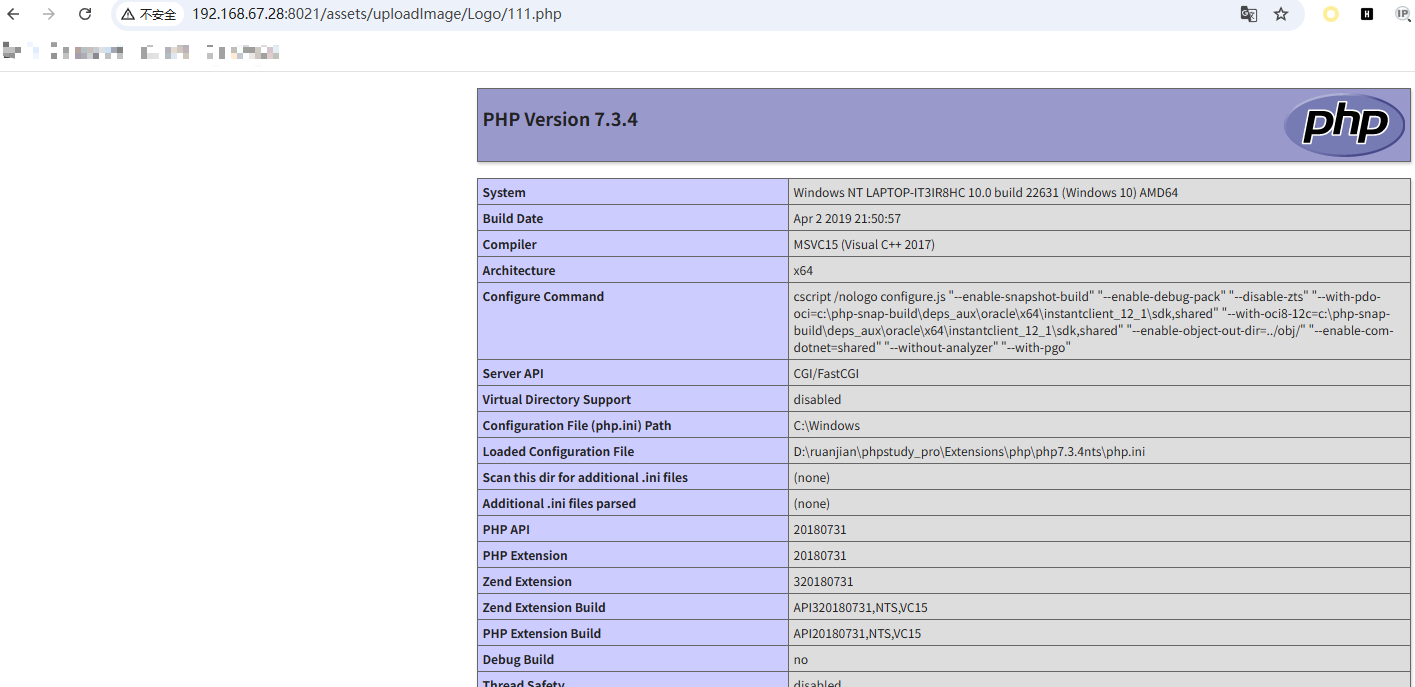 不安全 192.168.67.28:8021/assets/uploadImage/Logo/111.php
H
IP
PHP Version 7.3.4
php
System Windows NT LAPTOP-IT3IR8HC 10.0 build 22631 (Windows 10) AMD64
Build Date Apr 2 2019 21:50:57
Compiler MSVC15 (Visual C++ 2017)
Architecture x64
Configure Command cscript /nologo configure.js "--enable-snapshot-build" "--enable-debug-pack" "--disable-zts" "--with-pdo-
oci=c:\php-snap-build\deps_aux\oracle\x64\instantclient_12_1\sdk,shared" "--with-oci8-12c=c:\php-snap-
build\deps_aux\oracle\x64\instantclient_12_1\sdk,shared" "--enable-object-out-dir=../obj/" "--enable-com-
dotnet=shared" "--without-analyzer" "--with-pgo"
Server API CGI/FastCGI
Virtual Directory Support disabled
Configuration File (php.ini) Path C:\Windows
Loaded Configuration File D:\ruanjian\phpstudy_pro\Extensions\php\php7.3.4nts\php.ini
Scan this dir for additional .ini files (none)
Additional .ini files parsed (none)
PHP API 20180731
PHP Extension 20180731
Zend Extension 320180731
Zend Extension Build API320180731,NTS,VC15
PHP Extension Build API20180731,NTS,VC15
Debug Build no
Thread Safety disabled